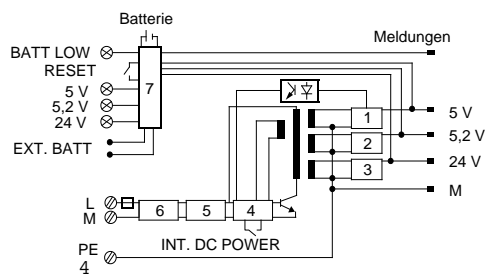 Batterie
BATT LOW
Meldungen
RESET
7
5 V
5,2 V
24 V
1
5 V
2
5,2 V
3
24 V
EXT. BATT
M
L
M
6
5
4
INT. DC POWER
PE
4